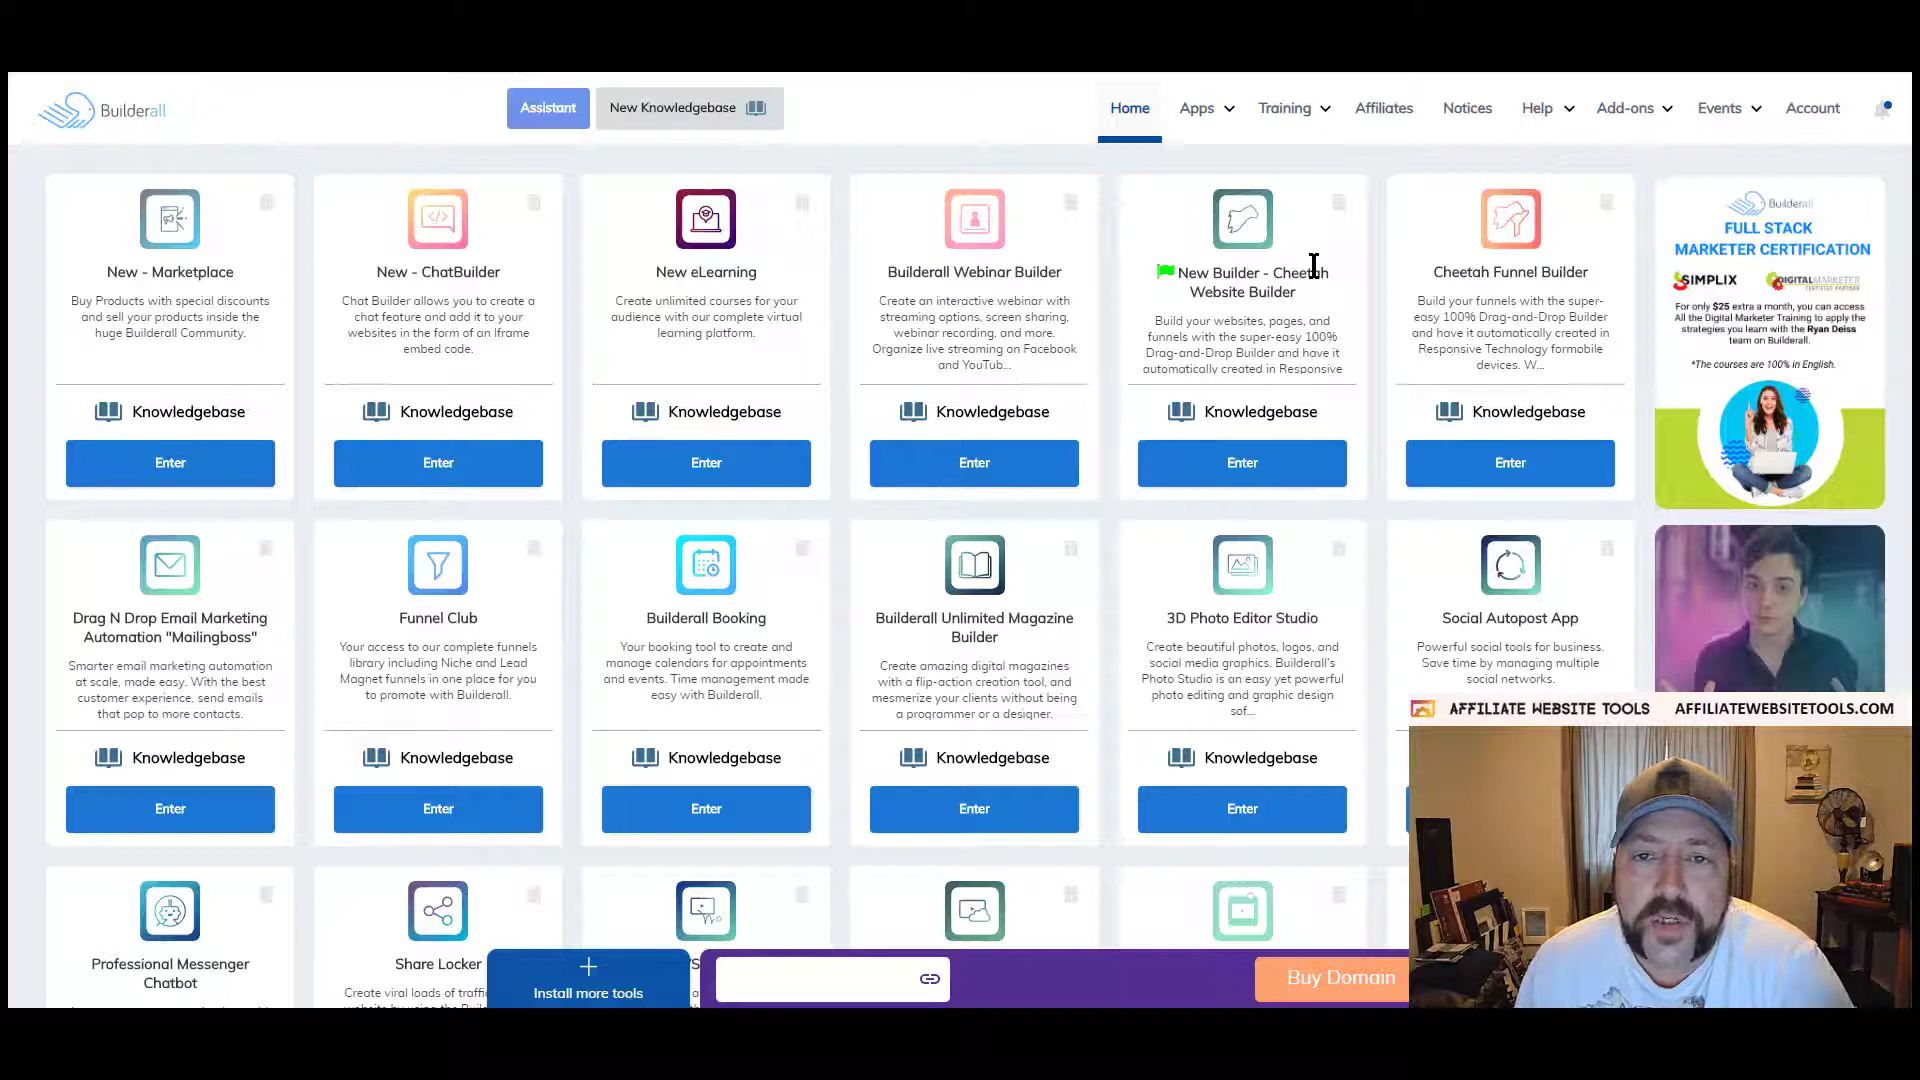 Builderall
Assistant
New Knowledgebase
Home
Apps
Training
Affiliates
Notices
Help
Add-ons
Events
Account
New - Marketplace
Buy Products with special discounts
and sell your products inside the
huge Builderall Community.
Knowledgebase
Enter
New - ChatBuilder
Chat Builder allows you to create a
chat feature and add it to your
websites in the form of an Iframe
embed code.
Knowledgebase
Enter
New eLearning
Create unlimited courses for your
audience with our complete virtual
learning platform.
Knowledgebase
Enter
Builderall Webinar Builder
Create an interactive webinar with
streaming options, screen sharing,
webinar recording, and more.
Organize live streaming on Facebook
and YouTub...
Knowledgebase
Enter
New Builder - Cheetah
Website Builder
Build your websites, pages, and
funnels with the super-easy 100%
Drag-and-Drop Builder and have it
automatically created in Responsive
Knowledgebase
Enter
Cheetah Funnel Builder
Build your funnels with the super-
easy 100% Drag-and-Drop Builder
and have it automatically created in
Responsive Technology formobile
devices. W...
Knowledgebase
Enter
Builderall
FULL STACK
MARKETER CERTIFICATION
SIMPLIX
DIGITALMARKETER
CERTIFIED PARTNER
For only $25 extra a month, you can access
All the Digital Marketer Training to apply the
strategies you learn with the Ryan Deiss
team on Builderall.
*The courses are 100% in English.
Drag N Drop Email Marketing
Automation "Mailingboss"
Smarter email marketing automation
at scale, made easy. With the best
customer experience, send emails
that pop to more contacts.
Knowledgebase
Enter
Funnel Club
Your access to our complete funnels
library including Niche and Lead
Magnet funnels in one place for you
to promote with Builderall.
Knowledgebase
Enter
Builderall Booking
Your booking tool to create and
manage calendars for appointments
and events. Time management made
easy with Builderall.
Knowledgebase
Enter
Builderall Unlimited Magazine
Builder
Create amazing digital magazines
with a flip-action creation tool, and
mesmerize your clients without being
a programmer or a designer.
Knowledgebase
Enter
3D Photo Editor Studio
Create beautiful photos, logos, and
social media graphics. Builderall's
Photo Studio is an easy yet powerful
photo editing and graphic design
sof...
Knowledgebase
Enter
Social Autopost App
Powerful social tools for business.
Save time by managing multiple
social networks.
AFFILIATE WEBSITE TOOLS
AFFILIATEWEBSITETOOLS.COM
Professional Messenger
Chatbot
Share Locker
Create viral loads of traffi
Install more tools
Buy Domain